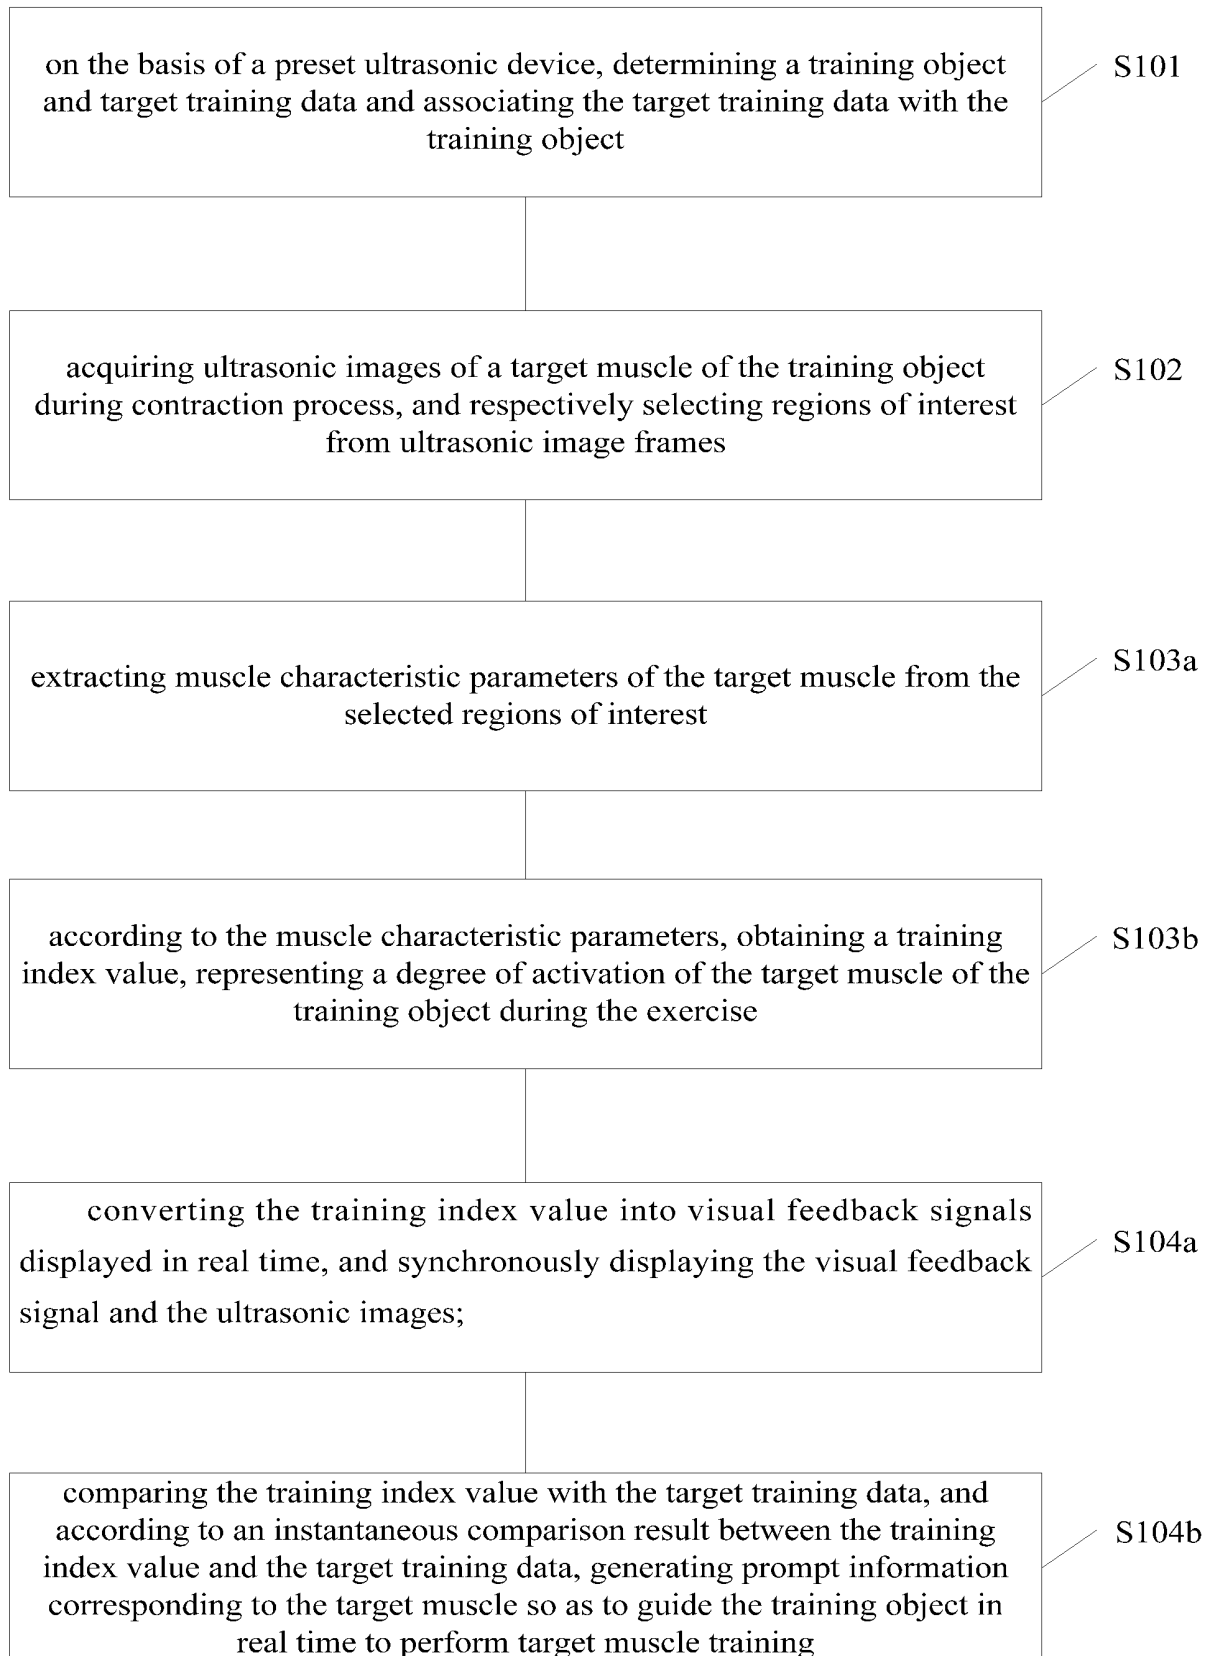 on the basis of a preset ultrasonic device, determining a training object
and target training data and associating the target training data with the
training object
S101
acquiring ultrasonic images of a target muscle of the training object
during contraction process, and respectively selecting regions of interest
from ultrasonic image frames
S102
extracting muscle characteristic parameters of the target muscle from the
selected regions of interest
S103a
according to the muscle characteristic parameters, obtaining a training
index value, representing a degree of activation of the target muscle of the
training object during the exercise
S103b
converting the training index value into visual feedback signals
displayed in real time, and synchronously displaying the visual feedback
signal and the ultrasonic images;
S104a
comparing the training index value with the target training data, and
according to an instantaneous comparison result between the training
index value and the target training data, generating prompt information
corresponding to the target muscle so as to guide the training object in
real time to perform target muscle training
S104b